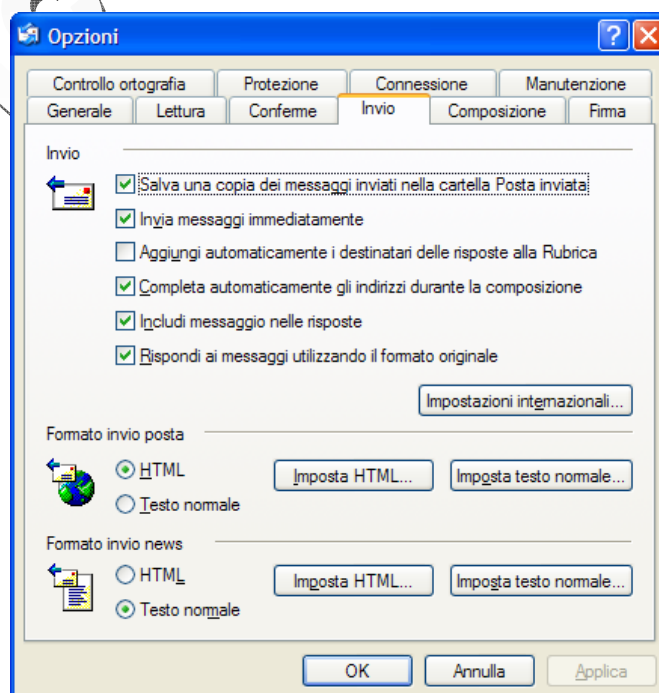 Opzioni
Controllo ortografia Protezione Connessione Manutenzione
Generale Lettura Conferme Invio Composizione Firma
Invio
Salva una copia dei messaggi inviati nella cartella Posta inviata
Invia messaggi immediatamente
Aggiungi automaticamente i destinatari delle risposte alla Rubrica
Completa automaticamente gli indirizzi durante la composizione
Includi messaggio nelle risposte
Rispondi ai messaggi utilizzando il formato originale
Impostazioni internazionali...
Formato invio posta
HTML Imposta HTML... Imposta testo normale...
Testo normale
Formato invio news
HTML Imposta HTML... Imposta testo normale...
Testo normale
OK Annulla Applica